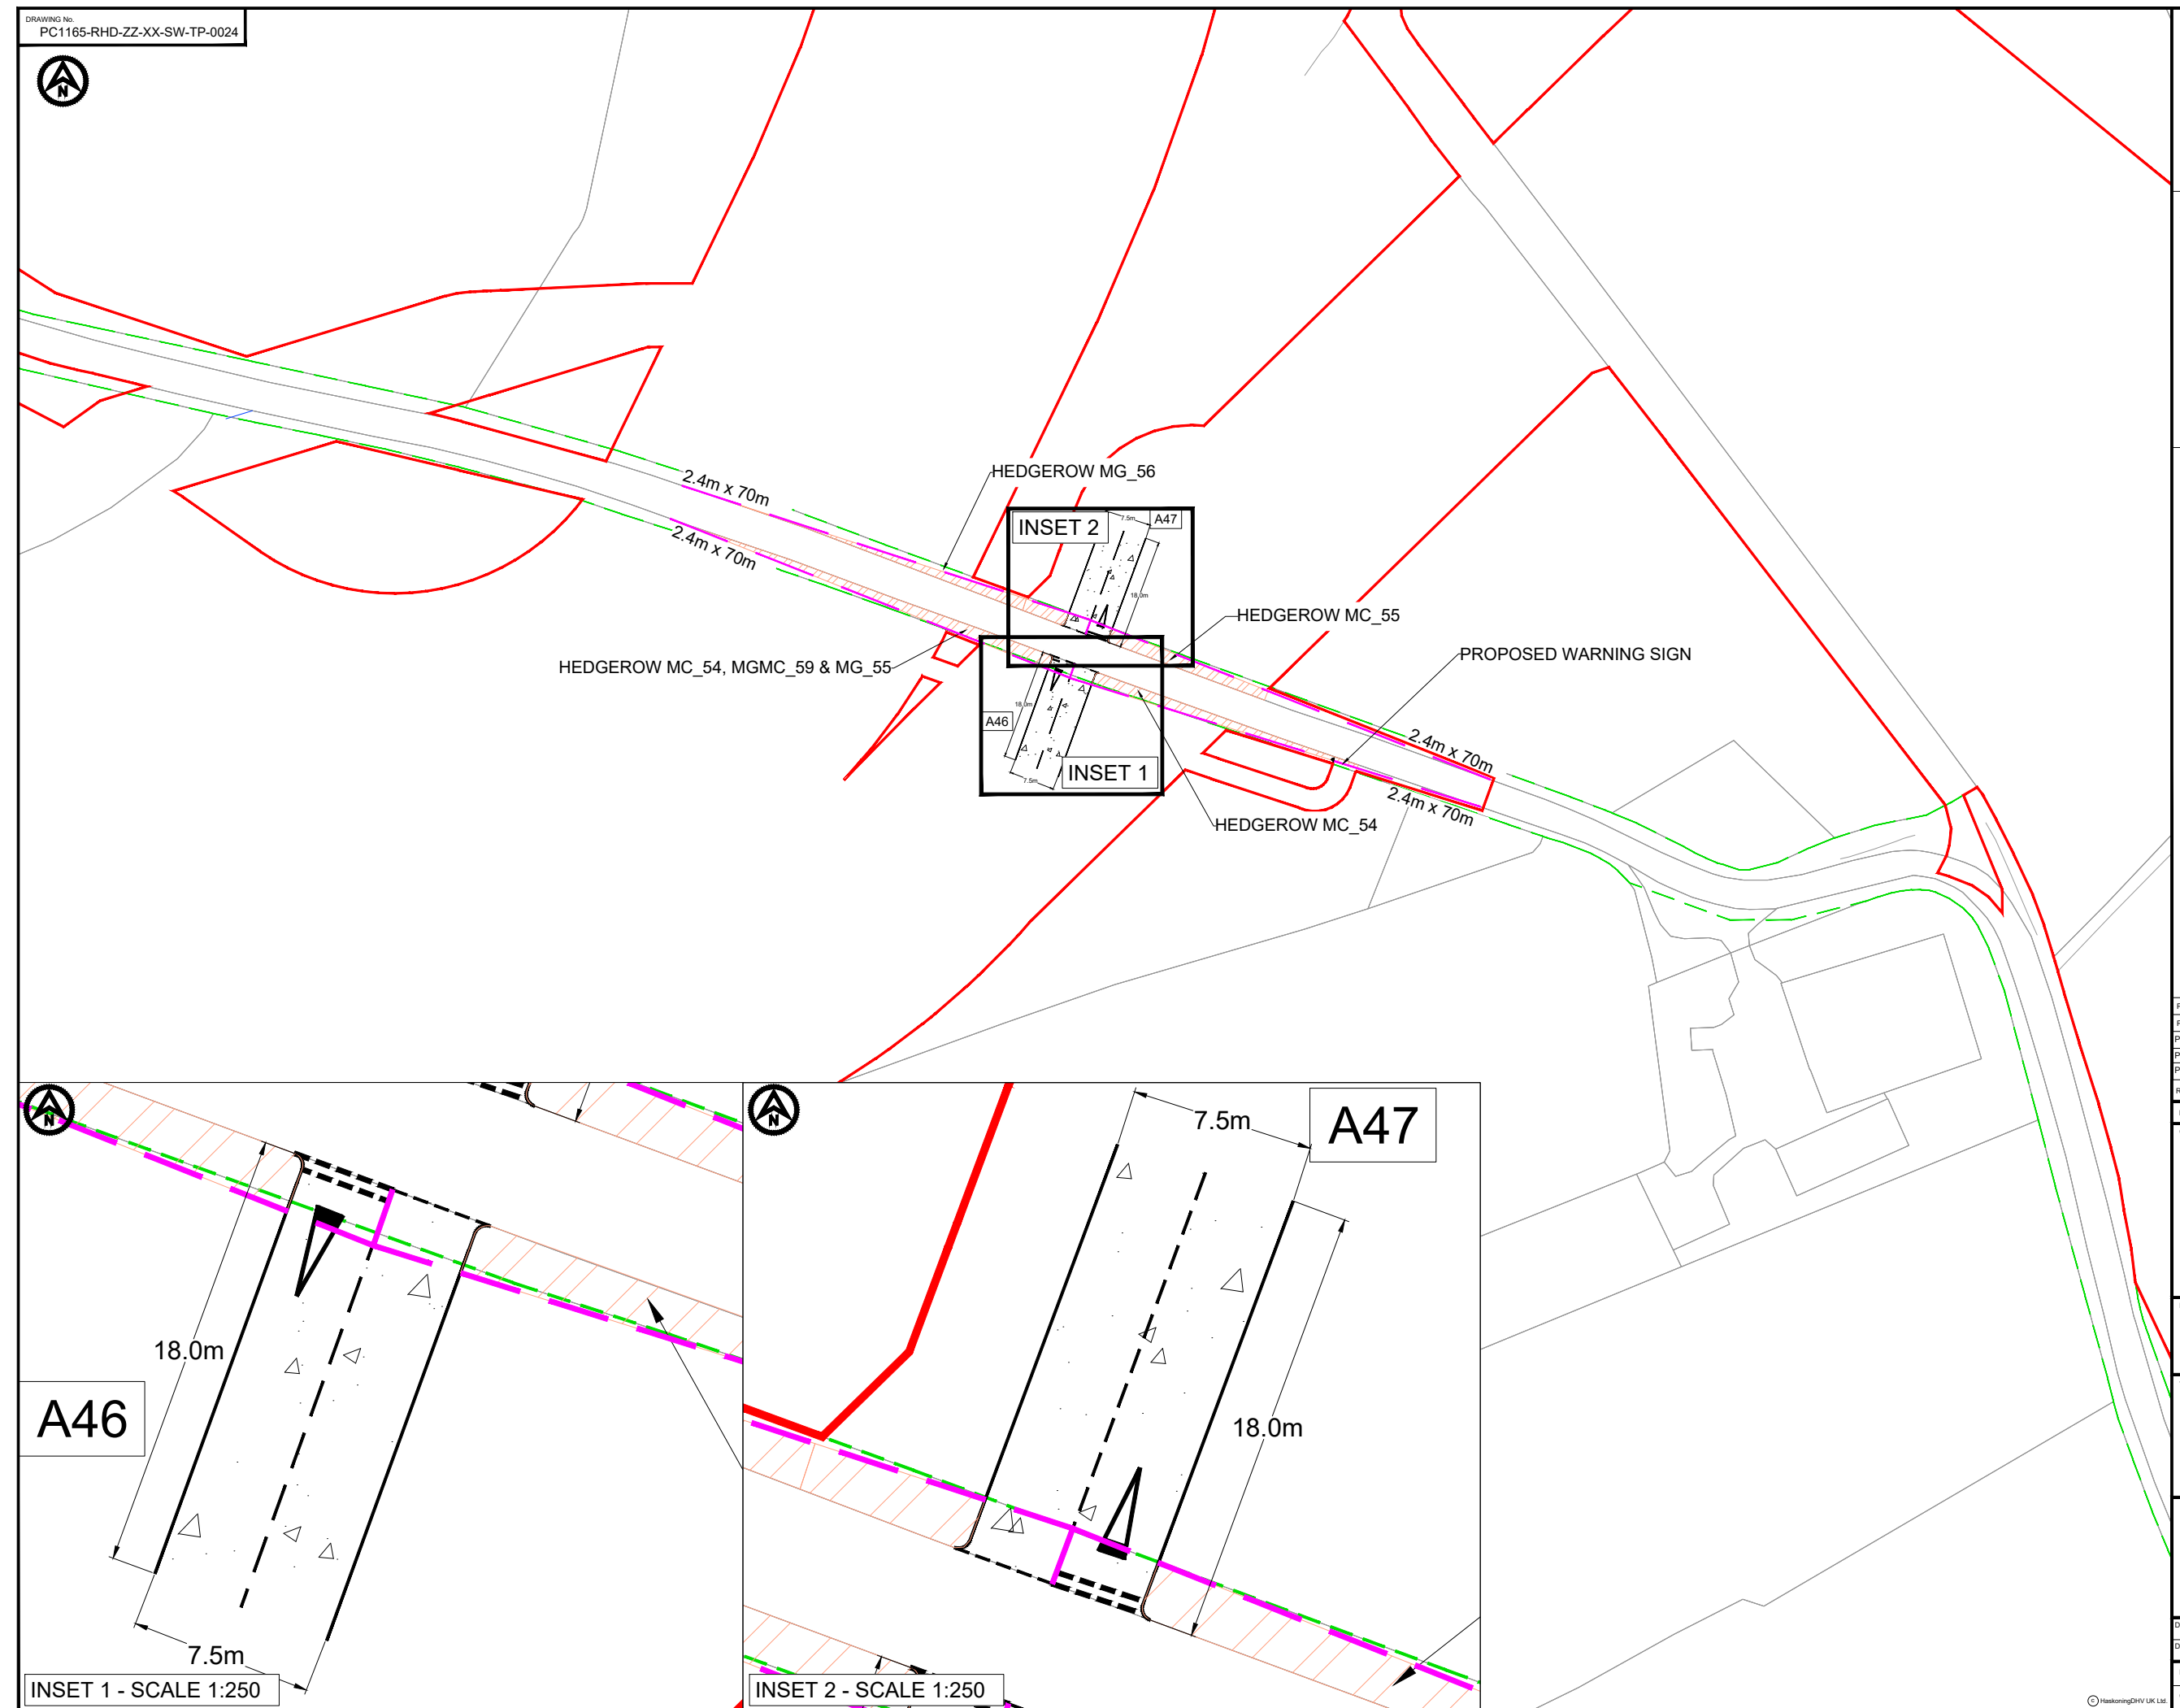 DRAWING No.
PC1165-RHD-ZZ-XX-SW-TP-0024
N
2.4m x 70m
HEDGEROW MG_56
2.4m x 70m
INSET 2
7.5m
A47
18.0m
HEDGEROW MC_55
HEDGEROW MC_54, MGMC_59 & MG_55
PROPOSED WARNING SIGN
18.0m
A46
INSET 1
7.5m
2.4m x 70m
2.4m x 70m
HEDGEROW MC_54
N
18.0m
A46
7.5m
INSET 1 - SCALE 1:250
N
7.5m
A47
18.0m
INSET 2 - SCALE 1:250
© HaskoningDHV UK Ltd.